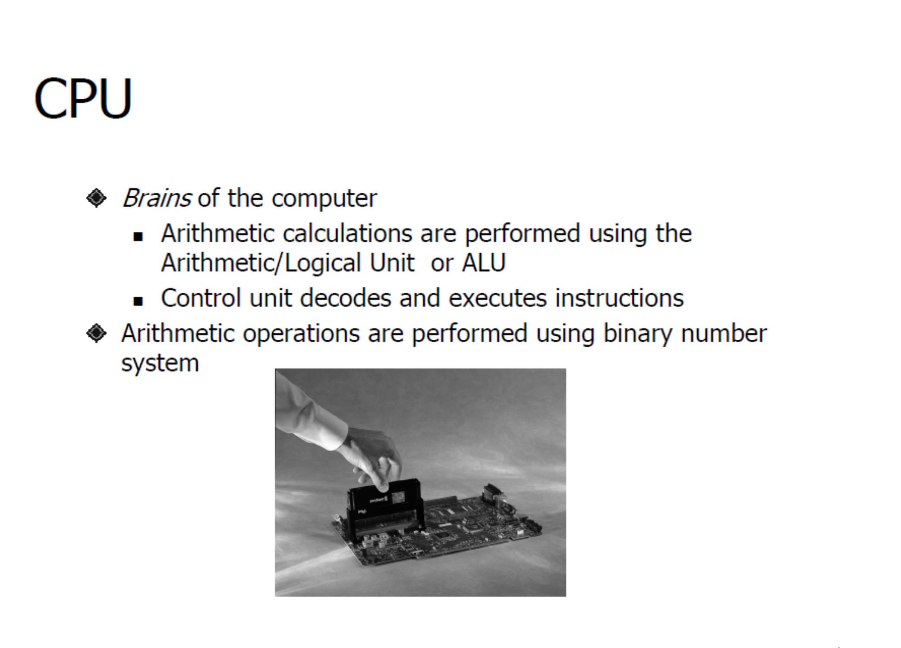 CPU
Brains of the computer
Arithmetic calculations are performed using the
Arithmetic/Logical Unit or ALU
Control unit decodes and executes instructions
Arithmetic operations are performed using binary number
system